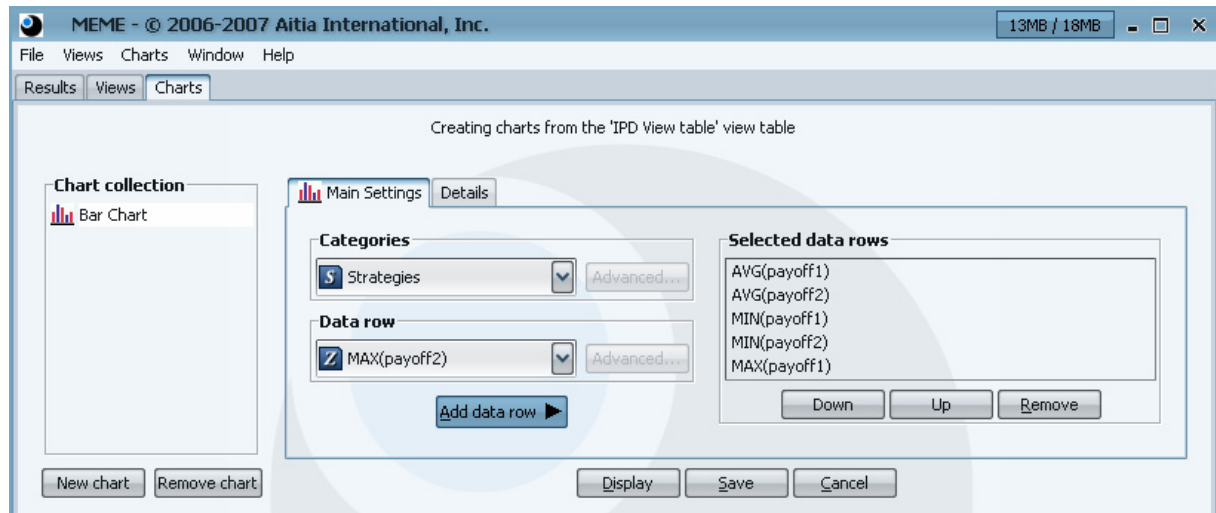 MEME - © 2006-2007 Aitia International, Inc.
13MB / 18MB
File Views Charts Window Help
Results Views Charts
Creating charts from the 'IPD View table' view table
Chart collection
Bar Chart
Main Settings Details
Categories
S Strategies
Advanced...
Data row
Z MAX(payoff2)
Advanced...
Add data row
Selected data rows
AVG(payoff1)
AVG(payoff2)
MIN(payoff1)
MIN(payoff2)
MAX(payoff1)
Down Up Remove
New chart Remove chart
Display Save Cancel